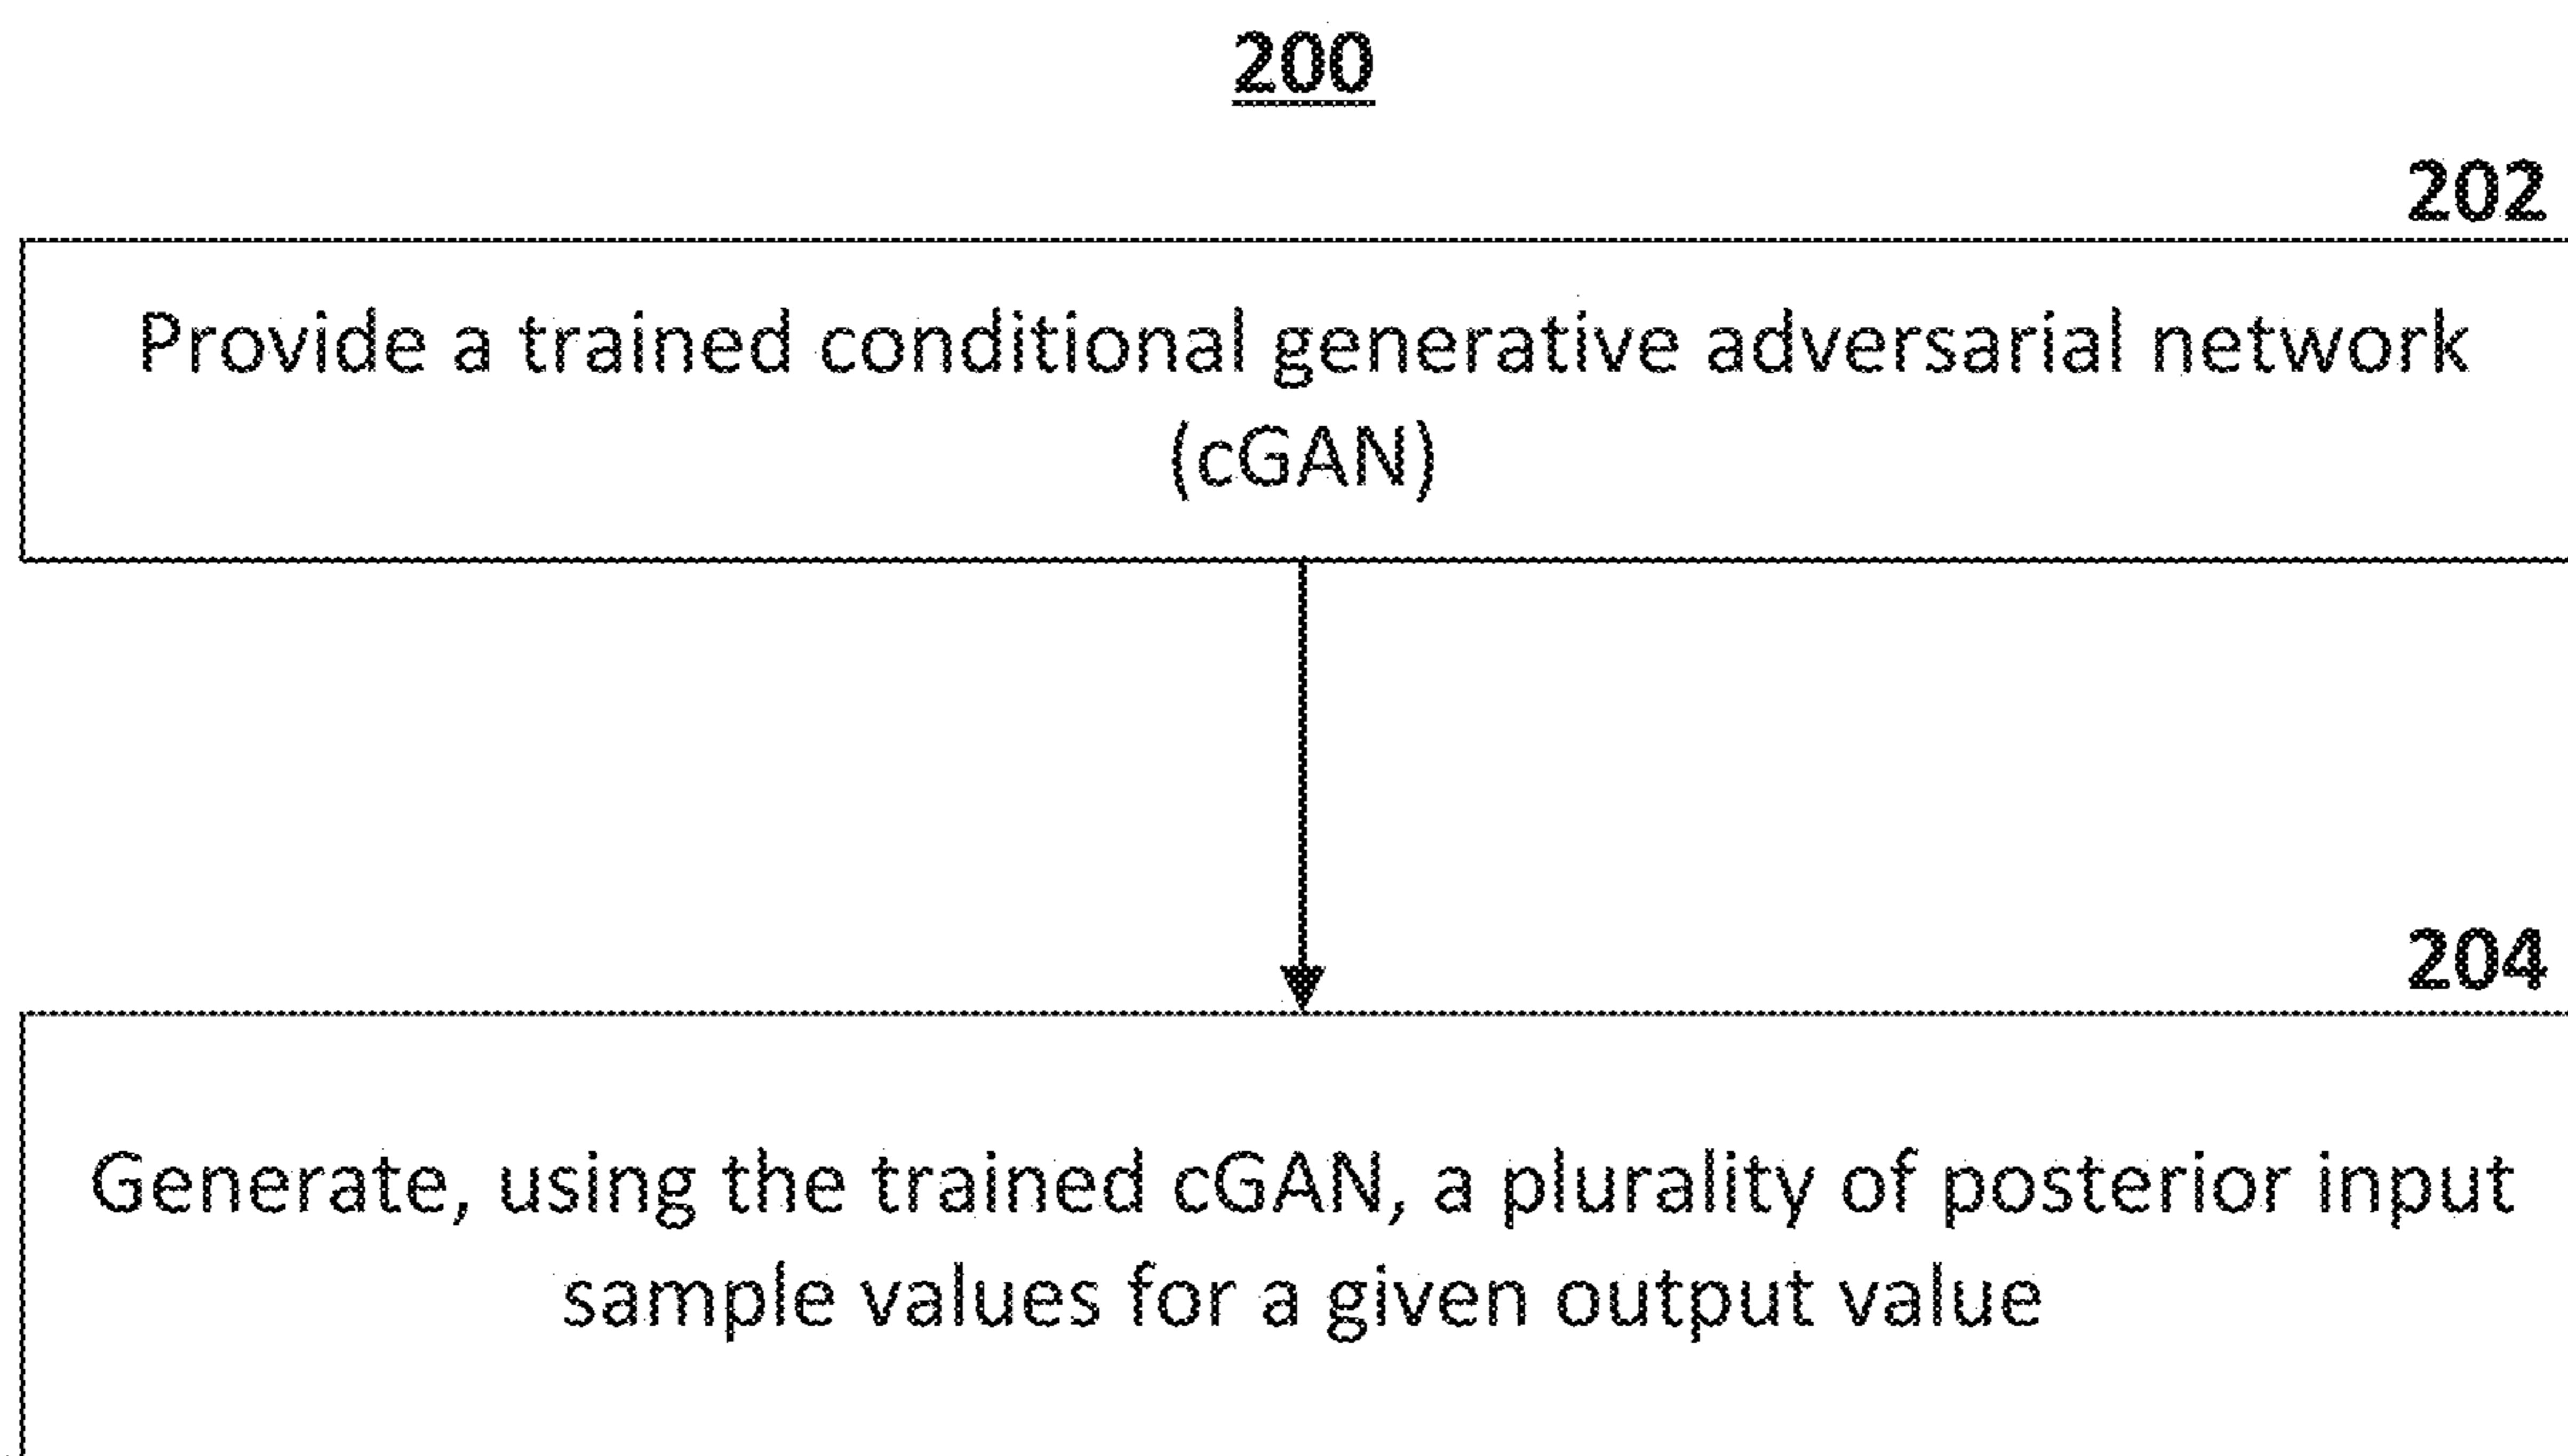 200
202
Provide a trained conditional generative adversarial network
(cGAN)
204
Generate, using the trained cGAN, a plurality of posterior input
sample values for a given output value